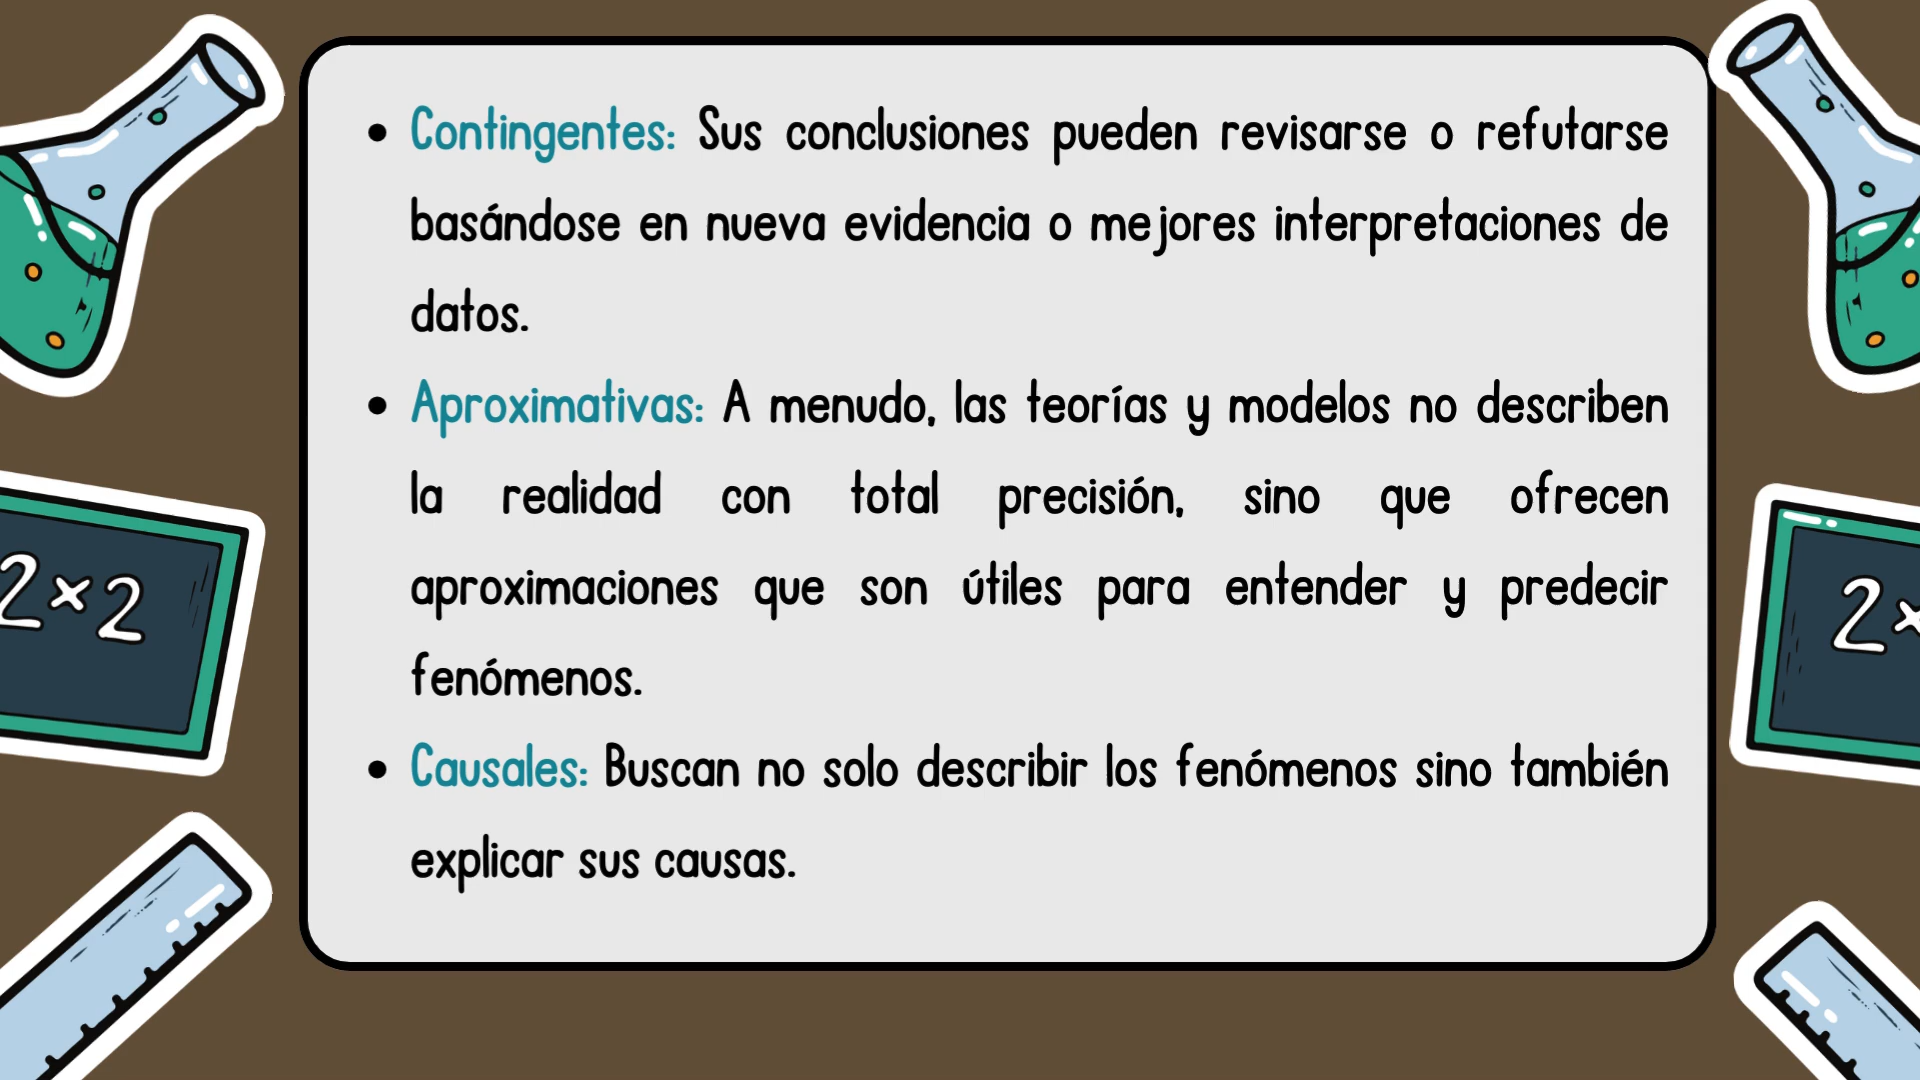 • Contingentes: Sus conclusiones pueden revisarse o refutarse
basándose en nueva evidencia o mejores interpretaciones de
datos.
• Aproximativas: A menudo, las teorías y modelos no describen
la realidad con total precisión, sino que ofrecen
aproximaciones que son útiles para entender y predecir
fenómenos.
• Causales: Buscan no solo describir los fenómenos sino también
explicar sus causas.
2×2
2×